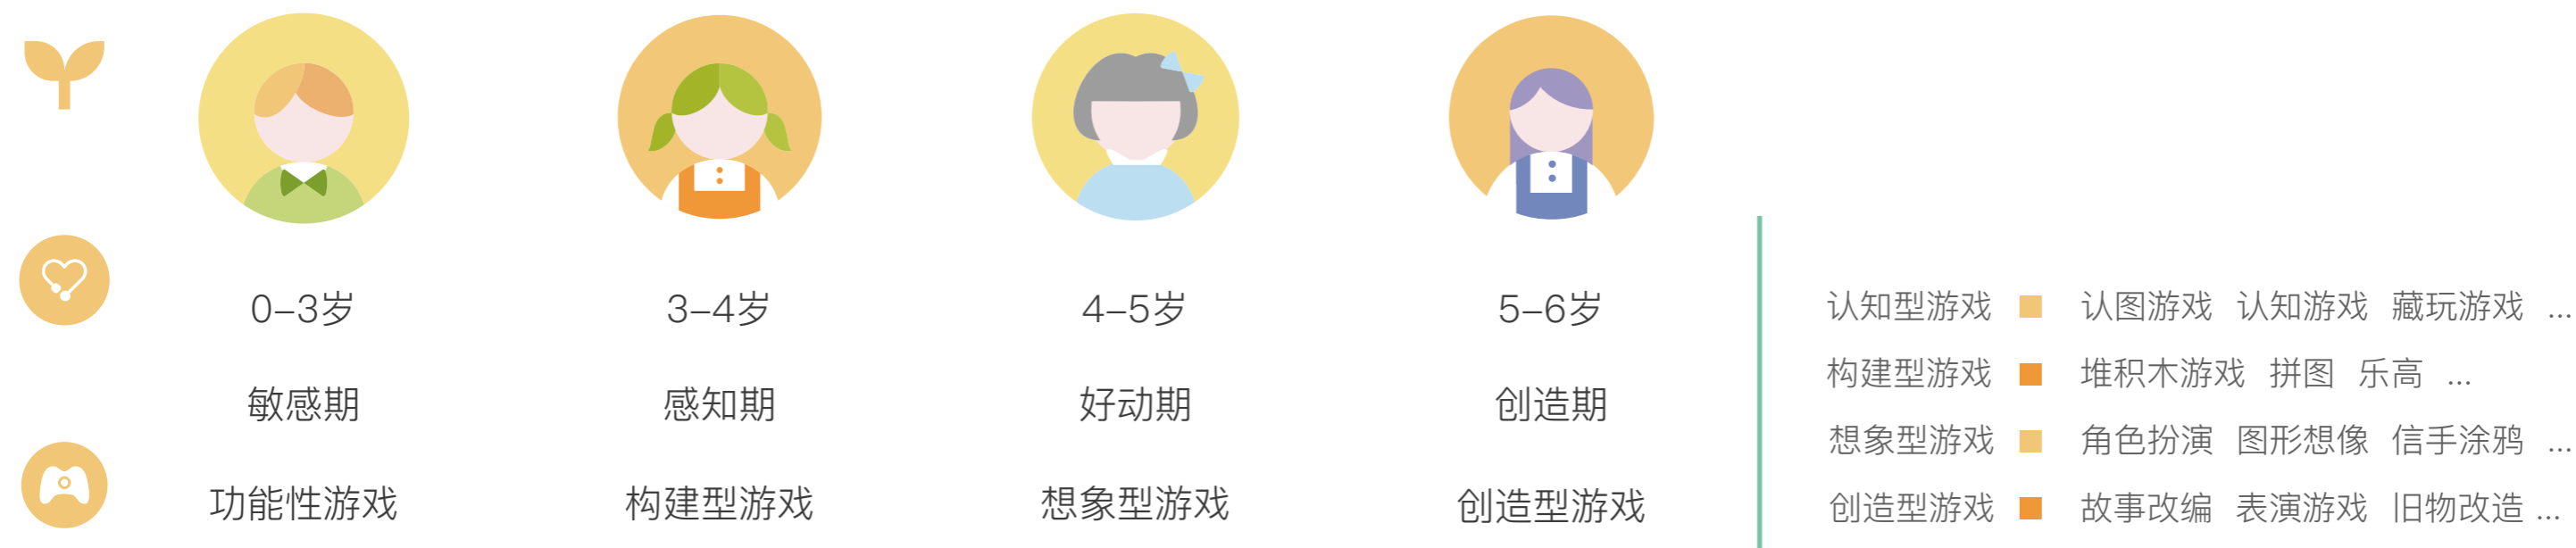 0–3岁 3–4岁 4–5岁 5–6岁
敏感期 感知期 好动期 创造期
功能性游戏 构建型游戏 想象型游戏 创造型游戏
认知型游戏 认图游戏 认知游戏 藏玩游戏 ...
构建型游戏 堆积木游戏 拼图 乐高 ...
想象型游戏 角色扮演 图形想像 信手涂鸦 ...
创造型游戏 故事改编 表演游戏 旧物改造 ...